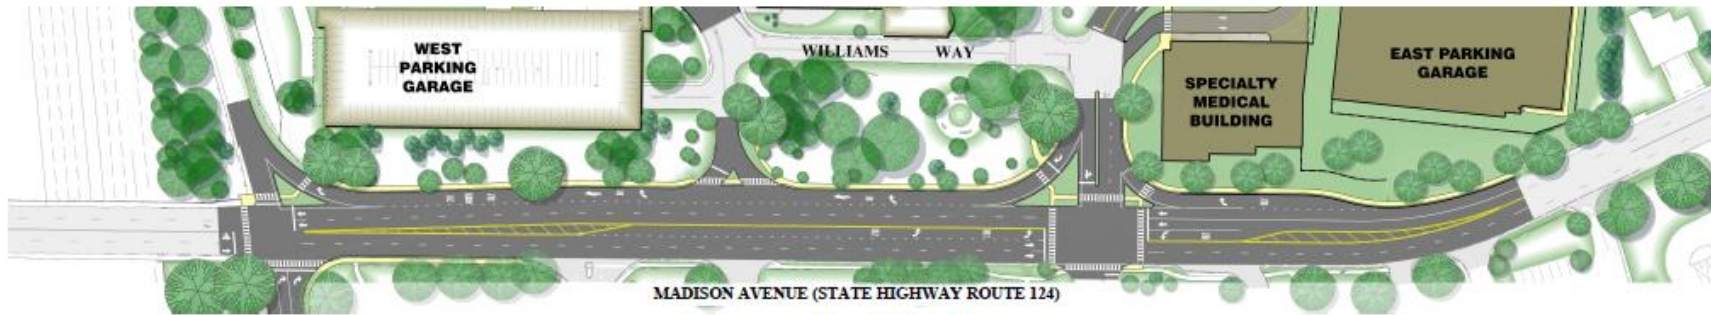 WEST
PARKING
GARAGE
WILLIAMS WAY
SPECIALTY
MEDICAL
BUILDING
EAST PARKING
GARAGE
MADISON AVENUE (STATE HIGHWAY ROUTE 124)